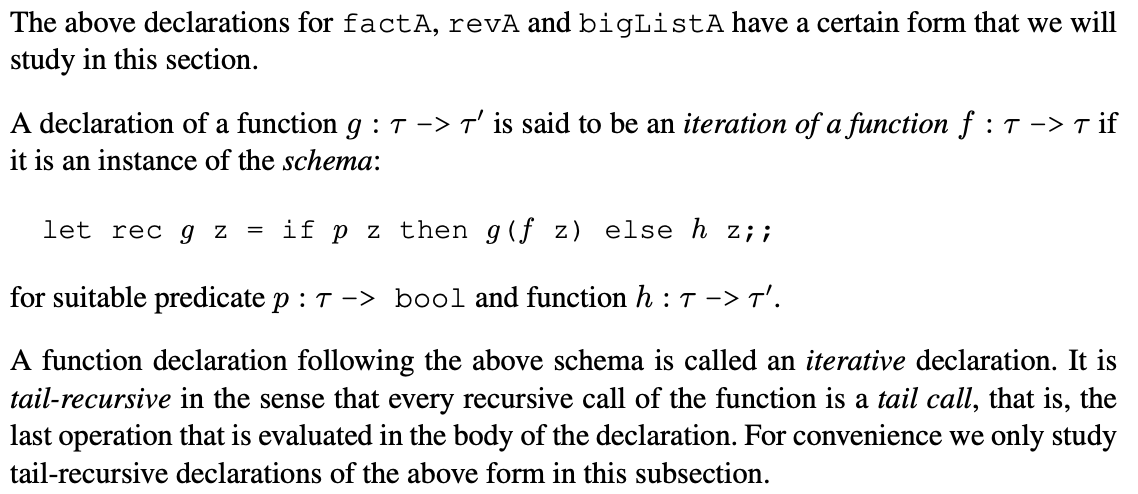 The above declarations for factA, revA and bigListA have a certain form that we will
study in this section.
A declaration of a function g : τ -> τ′ is said to be an iteration of a function f : τ -> τ if
it is an instance of the schema:
let rec g z = if p z then g(f z) else h z;;
for suitable predicate p : τ -> bool and function h : τ -> τ′.
A function declaration following the above schema is called an iterative declaration. It is
tail-recursive in the sense that every recursive call of the function is a tail call, that is, the
last operation that is evaluated in the body of the declaration. For convenience we only study
tail-recursive declarations of the above form in this subsection.